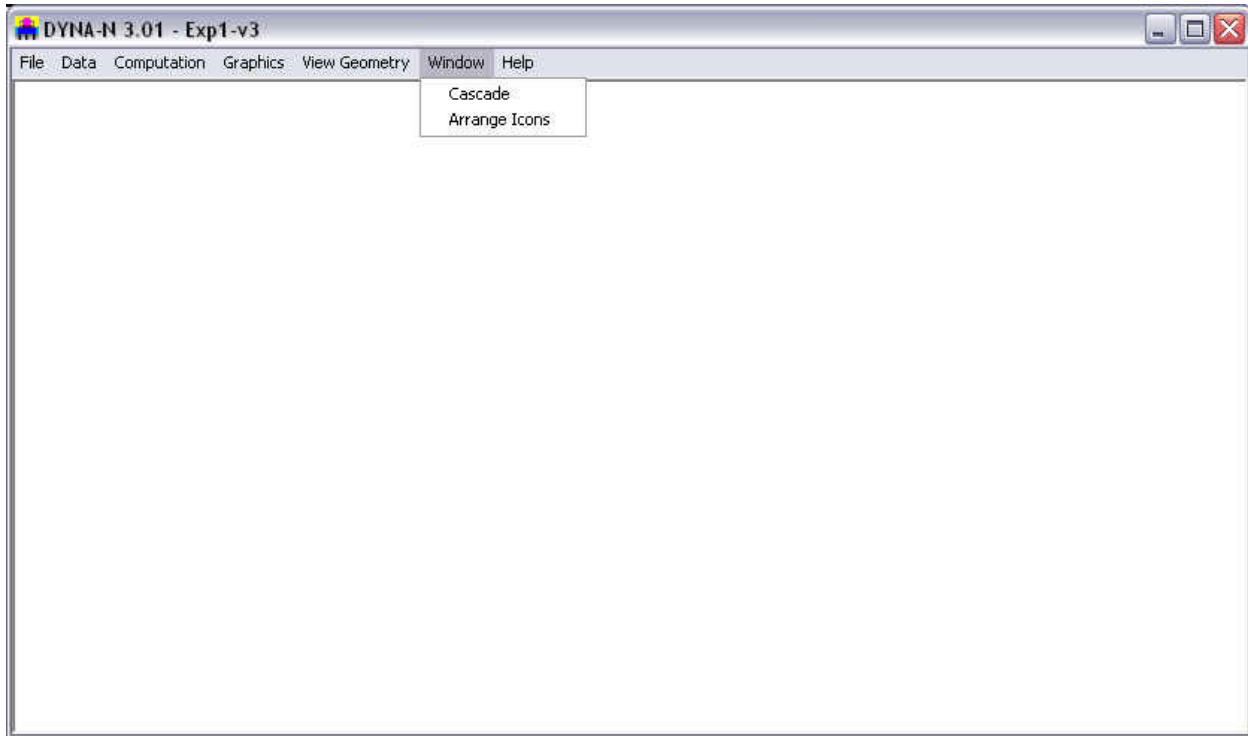 DYNA-N 3.01 - Exp1-v3
File Data Computation Graphics View Geometry Window Help
Cascade
Arrange Icons